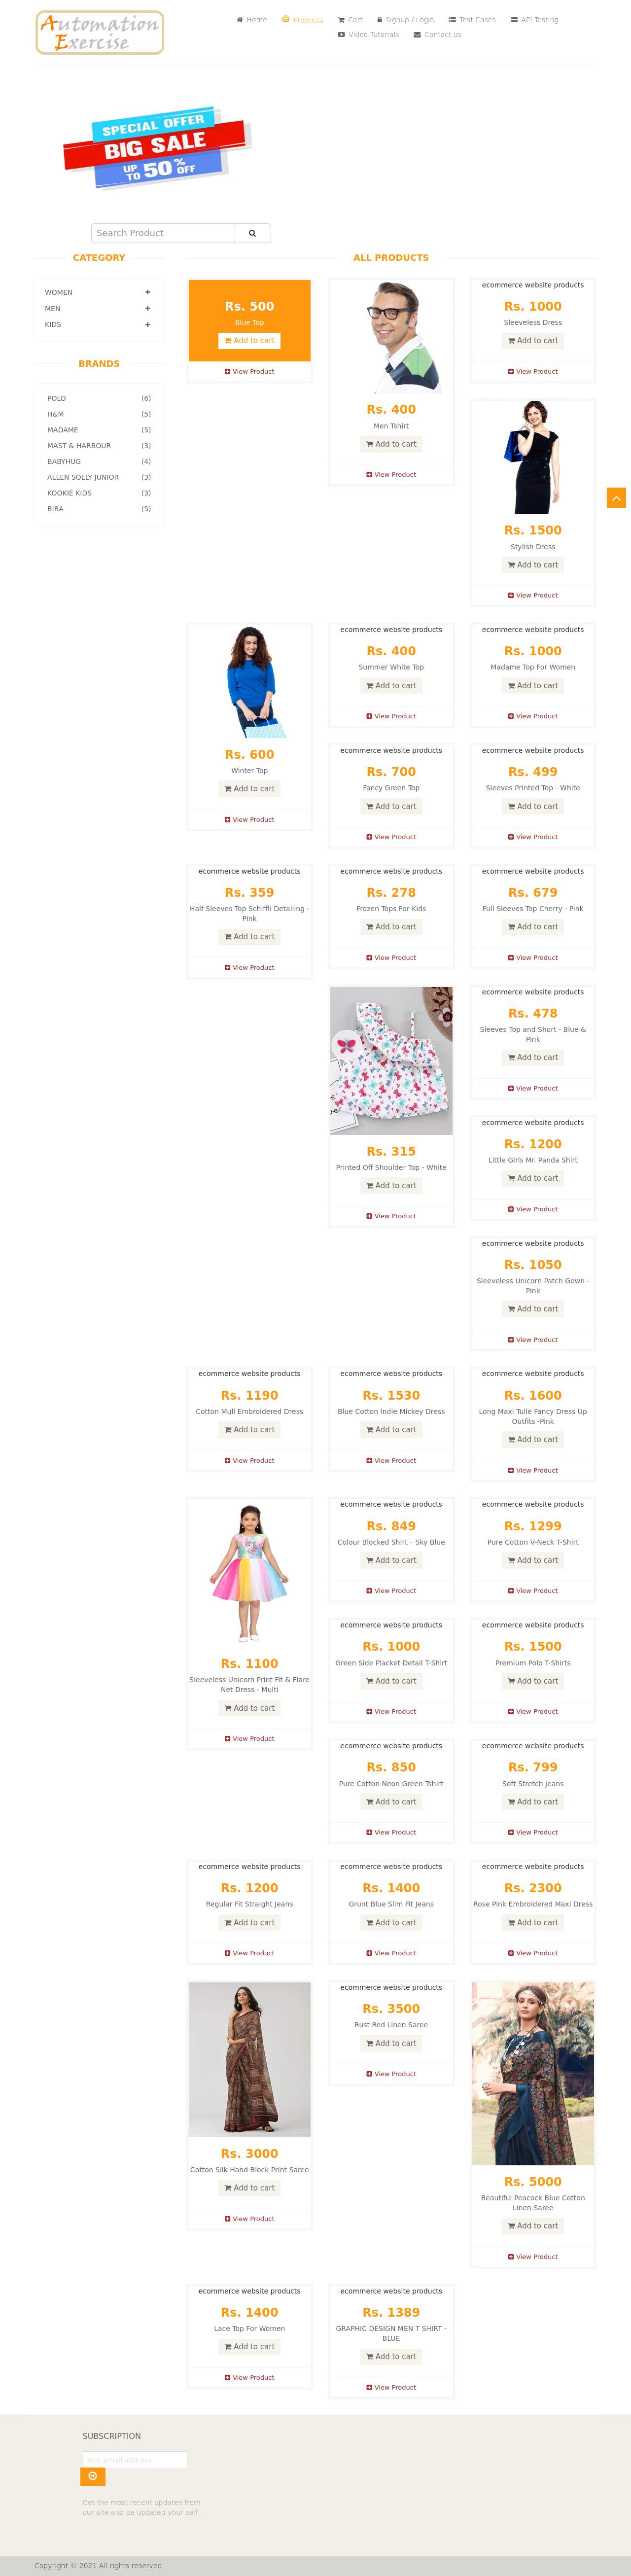 Automation
Exercise
Home
Products
Cart
Signup / Login
Test Cases
API Testing
Video Tutorials
Contact us
SPECIAL OFFER
BIG SALE
UP TO 50% OFF
Search Product
CATEGORY
WOMEN
MEN
KIDS
BRANDS
POLO (6)
H&M (5)
MADAME (5)
MAST & HARBOUR (3)
BABYHUG (4)
ALLEN SOLLY JUNIOR (3)
KOOKIE KIDS (3)
BIBA (5)
ALL PRODUCTS
Rs. 500
Blue Top
Add to cart
View Product
Rs. 400
Men Tshirt
Add to cart
View Product
ecommerce website products
Rs. 1000
Sleeveless Dress
Add to cart
View Product
Rs. 1500
Stylish Dress
Add to cart
View Product
Rs. 600
Winter Top
Add to cart
View Product
ecommerce website products
Rs. 400
Summer White Top
Add to cart
View Product
ecommerce website products
Rs. 1000
Madame Top For Women
Add to cart
View Product
ecommerce website products
Rs. 700
Fancy Green Top
Add to cart
View Product
ecommerce website products
Rs. 499
Sleeves Printed Top - White
Add to cart
View Product
ecommerce website products
Rs. 359
Half Sleeves Top Schiffli Detailing -
Pink
Add to cart
View Product
ecommerce website products
Rs. 278
Frozen Tops For Kids
Add to cart
View Product
ecommerce website products
Rs. 679
Full Sleeves Top Cherry - Pink
Add to cart
View Product
Rs. 315
Printed Off Shoulder Top - White
Add to cart
View Product
ecommerce website products
Rs. 478
Sleeves Top and Short - Blue &
Pink
Add to cart
View Product
ecommerce website products
Rs. 1200
Little Girls Mr. Panda Shirt
Add to cart
View Product
ecommerce website products
Rs. 1050
Sleeveless Unicorn Patch Gown -
Pink
Add to cart
View Product
ecommerce website products
Rs. 1190
Cotton Mull Embroidered Dress
Add to cart
View Product
ecommerce website products
Rs. 1530
Blue Cotton Indie Mickey Dress
Add to cart
View Product
ecommerce website products
Rs. 1600
Long Maxi Tulle Fancy Dress Up
Outfits -Pink
Add to cart
View Product
Rs. 1100
Sleeveless Unicorn Print Fit & Flare
Net Dress - Multi
Add to cart
View Product
ecommerce website products
Rs. 849
Colour Blocked Shirt – Sky Blue
Add to cart
View Product
ecommerce website products
Rs. 1299
Pure Cotton V-Neck T-Shirt
Add to cart
View Product
ecommerce website products
Rs. 1000
Green Side Placket Detail T-Shirt
Add to cart
View Product
ecommerce website products
Rs. 1500
Premium Polo T-Shirts
Add to cart
View Product
ecommerce website products
Rs. 850
Pure Cotton Neon Green Tshirt
Add to cart
View Product
ecommerce website products
Rs. 799
Soft Stretch Jeans
Add to cart
View Product
ecommerce website products
Rs. 1200
Regular Fit Straight Jeans
Add to cart
View Product
ecommerce website products
Rs. 1400
Grunt Blue Slim Fit Jeans
Add to cart
View Product
ecommerce website products
Rs. 2300
Rose Pink Embroidered Maxi Dress
Add to cart
View Product
Rs. 3000
Cotton Silk Hand Block Print Saree
Add to cart
View Product
ecommerce website products
Rs. 3500
Rust Red Linen Saree
Add to cart
View Product
Rs. 5000
Beautiful Peacock Blue Cotton
Linen Saree
Add to cart
View Product
ecommerce website products
Rs. 1400
Lace Top For Women
Add to cart
View Product
ecommerce website products
Rs. 1389
GRAPHIC DESIGN MEN T SHIRT -
BLUE
Add to cart
View Product
SUBSCRIPTION
Your email address
Get the most recent updates from
our site and be updated your self...
Copyright © 2021 All rights reserved